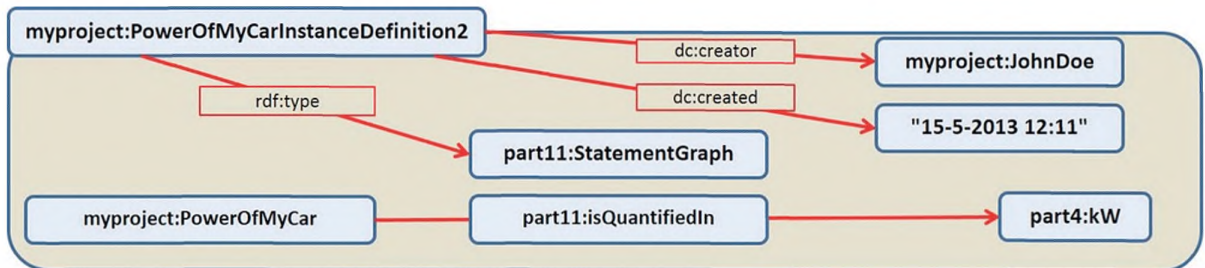 myproject:PowerOfMyCarInstanceDefinition2
dc:creator
myproject:JohnDoe
rdf:type
dc:created
"15-5-2013 12:11"
part11:StatementGraph
myproject:PowerOfMyCar
part11:isQuantifiedIn
part4:kW